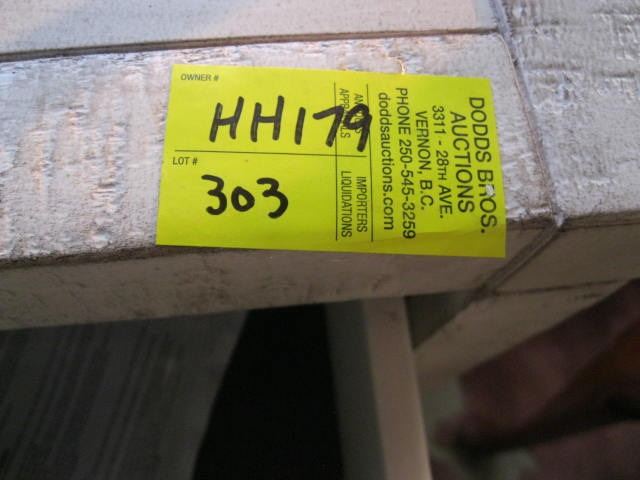 OWNER #
HH179
LOT #
303
DODDS BROS.
AUCTIONS
3311 - 28TH AVE.
VERNON, B.C.
PHONE 250-545-3259
doddsauctions.com
IMPORTERS
LIQUIDATIONS